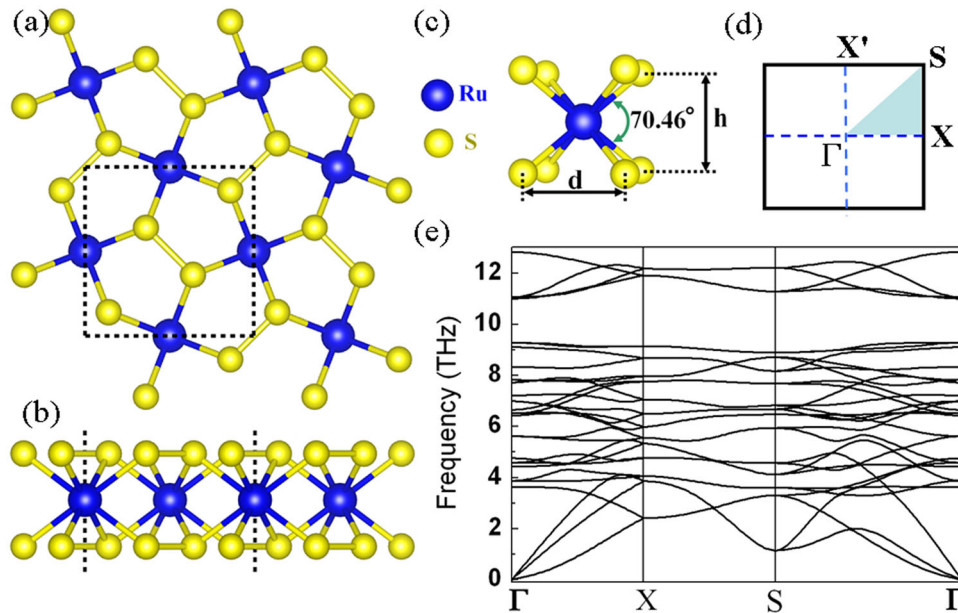 (a)
(c)
(d)
Ru
S
70.46°
h
d
X'
S
X
Γ
(b)
(e)
Frequency (THz)
12
10
8
6
4
2
0
Γ X S Γ